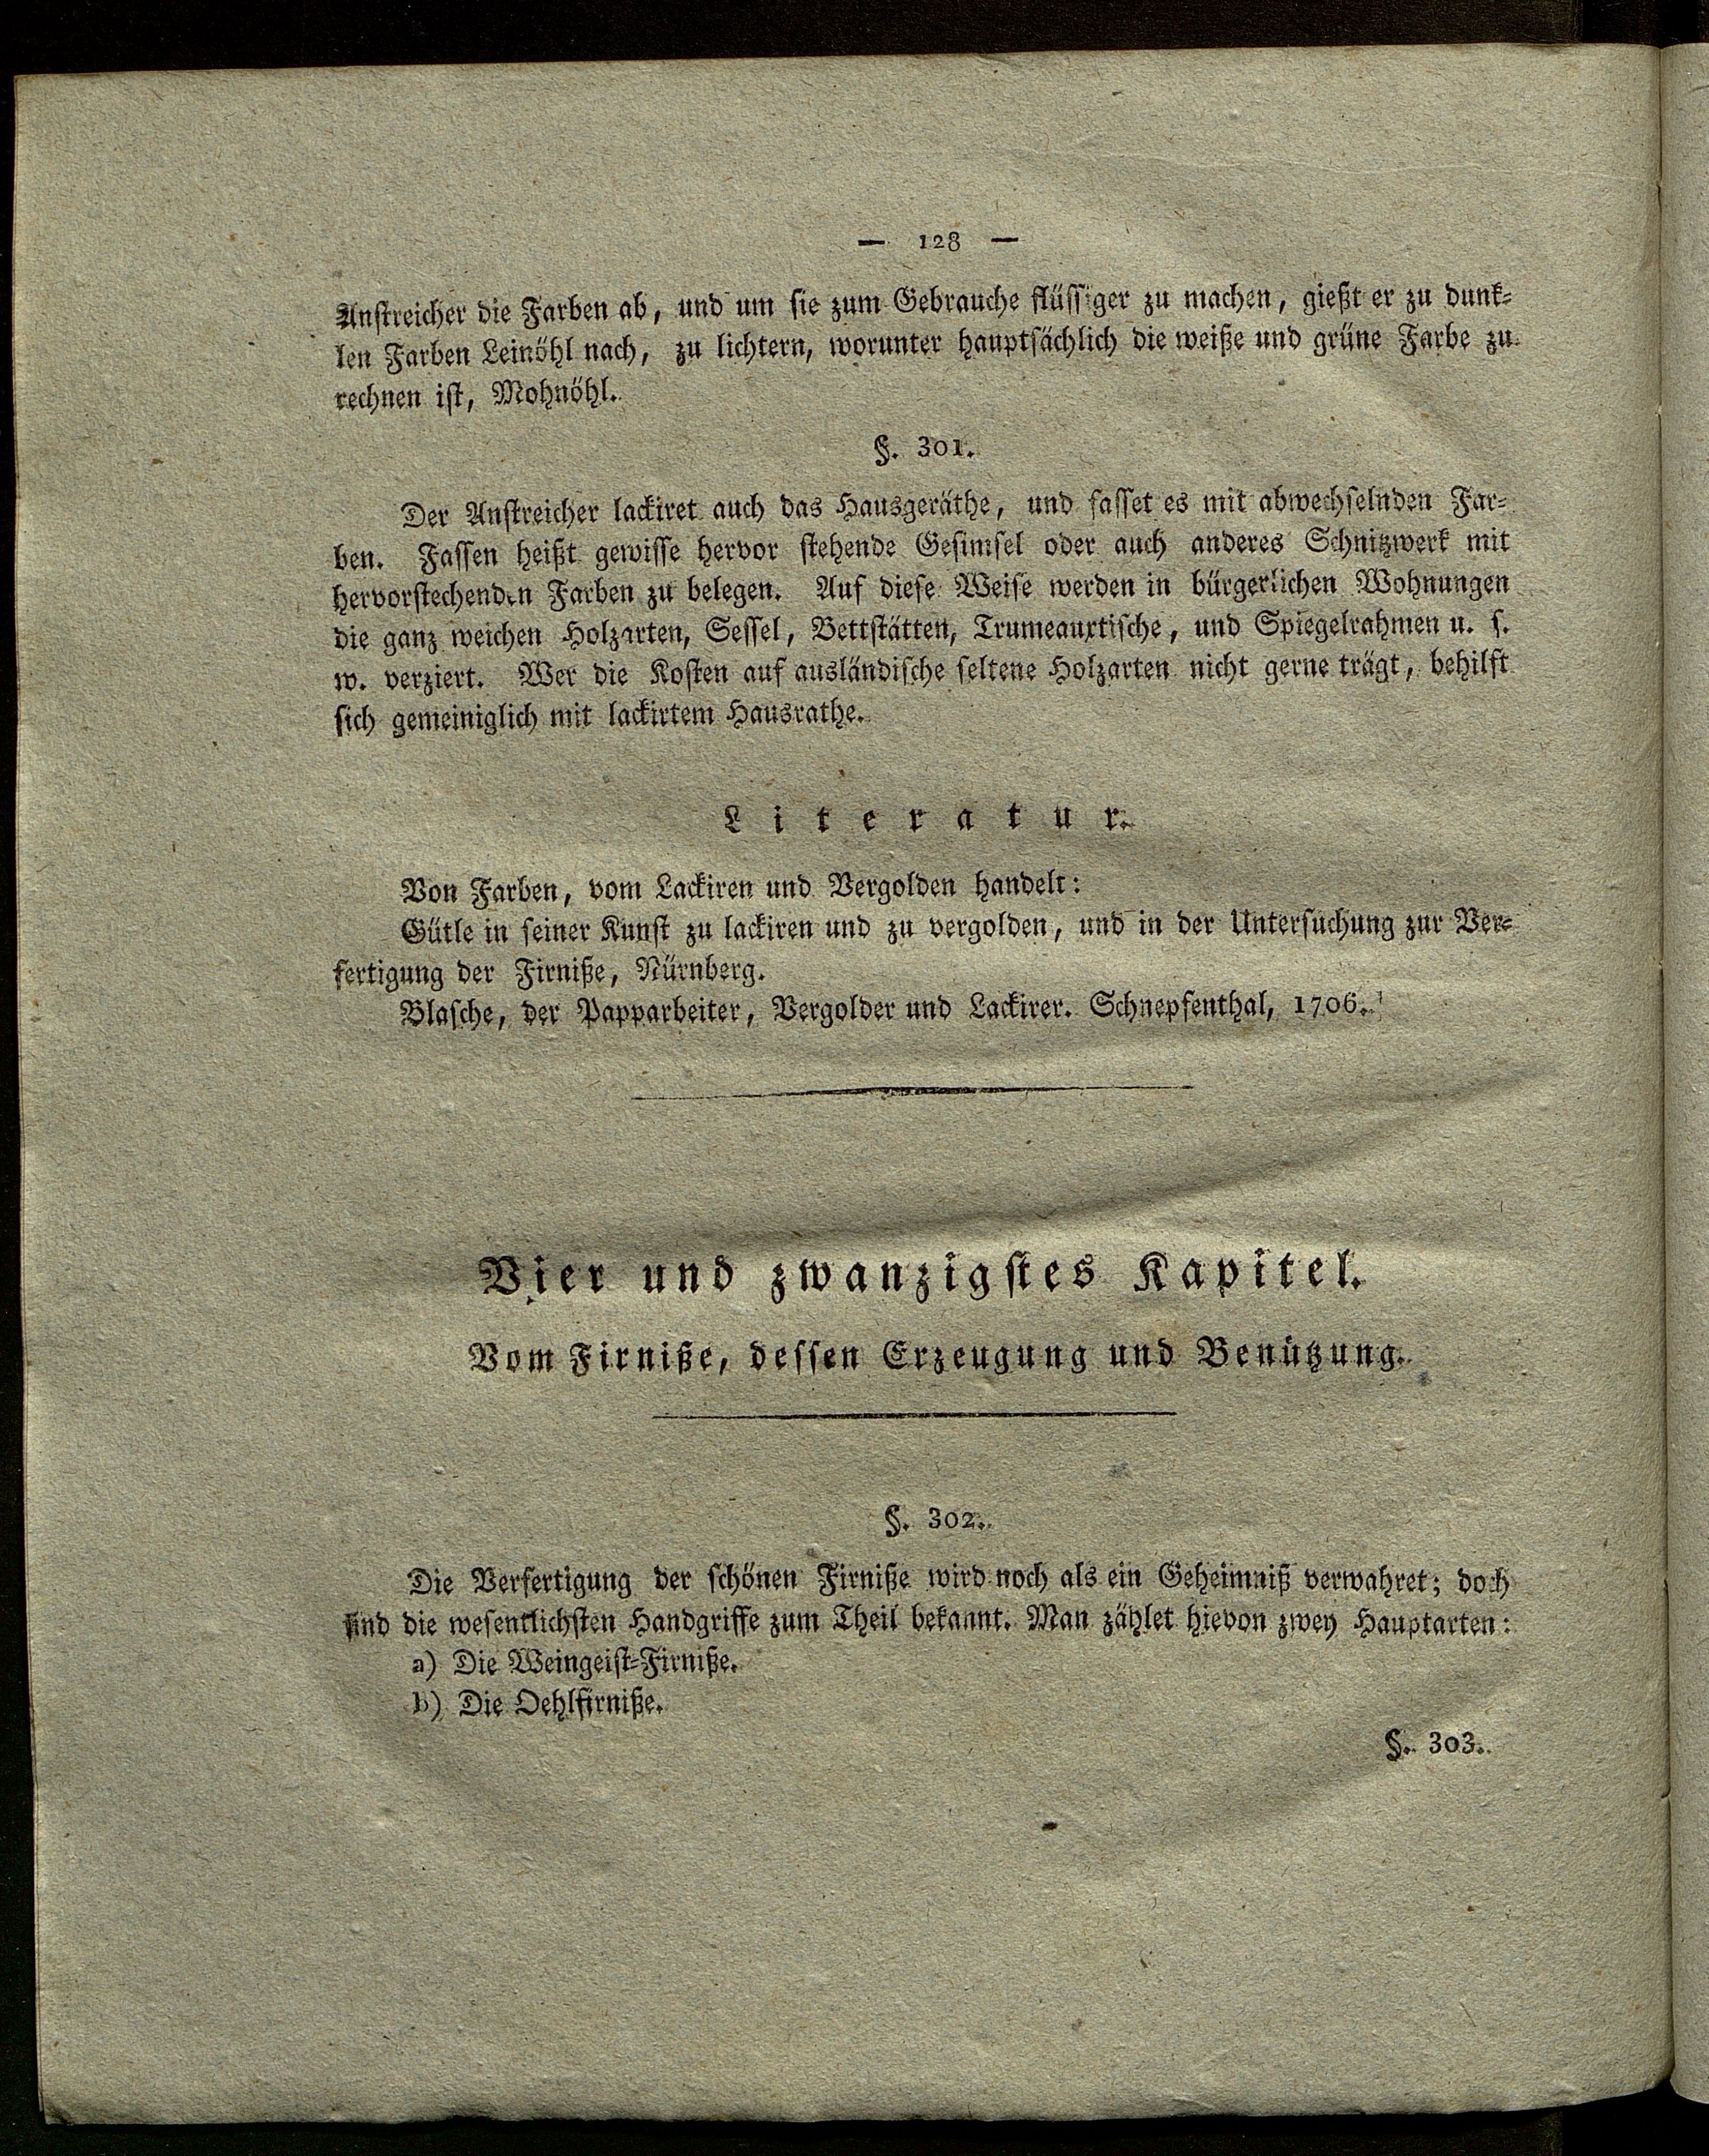 — 128 —
Anstreicher die Farben ab, und um sie zum Gebrauche flüssiger zu machen, gießt er zu dunk-
len Farben Leinöhl nach, zu lichtern, worunter hauptsächlich die weiße und grüne Farbe zu
rechnen ist, Mohnöhl.
§. 301.
Der Anstreicher lackiret auch das Hausgeräthe, und fasset es mit abwechselnden Far-
ben. Fassen heißt gewisse hervor stehende Gesimsel oder auch anderes Schnitzwerk mit
hervorstechenden Farben zu belegen. Auf diese Weise werden in bürgerlichen Wohnungen
die ganz weichen Holzarten, Sessel, Bettstätten, Trumeauxtische, und Spiegelrahmen u. s.
w. verziert. Wer die Kosten auf ausländische seltene Holzarten nicht gerne trägt, behilft
sich gemeiniglich mit lackirtem Hausrathe.
Literatur.
Von Farben, vom Lackiren und Vergolden handelt:
Gütle in seiner Kunst zu lackiren und zu vergolden, und in der Untersuchung zur Ver-
fertigung der Firniße, Nürnberg.
Blasche, der Papparbeiter, Vergolder und Lackirer. Schnepfenthal, 1706.
Vier und zwanzigstes Kapitel.
Vom Firniße, dessen Erzeugung und Benützung.
§. 302.
Die Verfertigung der schönen Firniße wird noch als ein Geheimniß verwahret; doch
sind die wesentlichsten Handgriffe zum Theil bekannt. Man zählet hievon zwey Hauptarten:
a) Die Weingeist-Firniße.
b) Die Oehlfirniße.
§. 303.